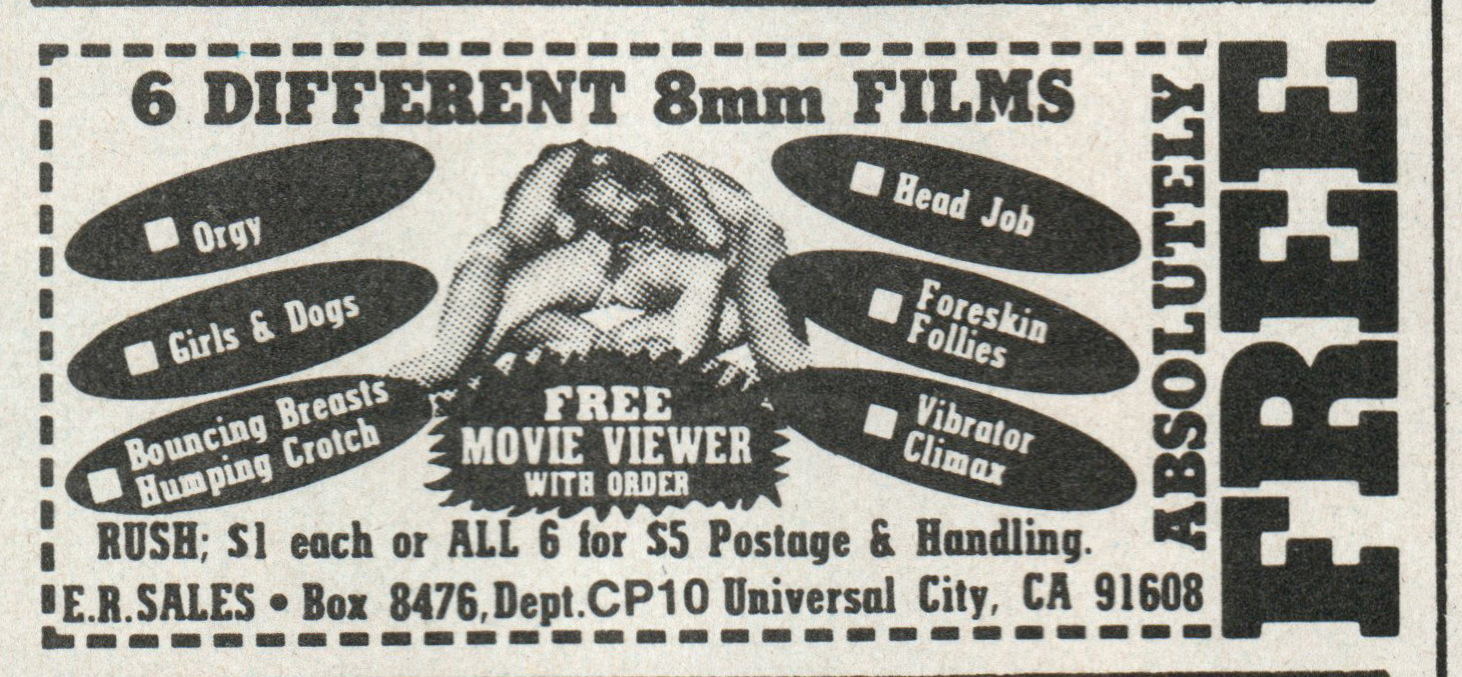 6 DIFFERENT 8mm FILMS
Orgy
Girls & Dogs
Bouncing Breasts
Humping Crotch
Head Job
Foreskin
Follies
Vibrator
Climax
FREE
MOVIE VIEWER
WITH ORDER
RUSH; $1 each or ALL 6 for $5 Postage & Handling.
E.R.SALES • Box 8476, Dept.CP10 Universal City, CA 91608
ABSOLUTELY
FREE